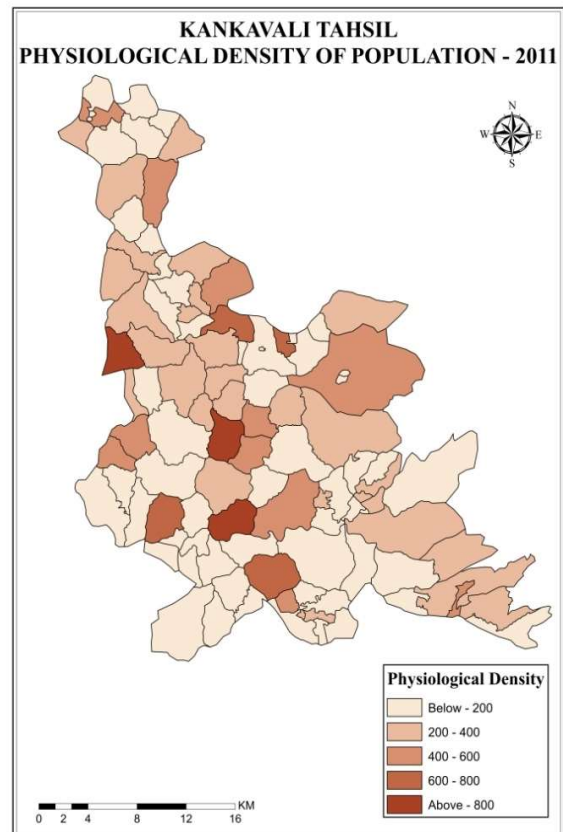 KANKAVALI TAHSIL
PHYSIOLOGICAL DENSITY OF POPULATION - 2011
N
W E
S
Physiological Density
Below - 200
200 - 400
400 - 600
600 - 800
Above - 800
KM
0 2 4 8 12 16